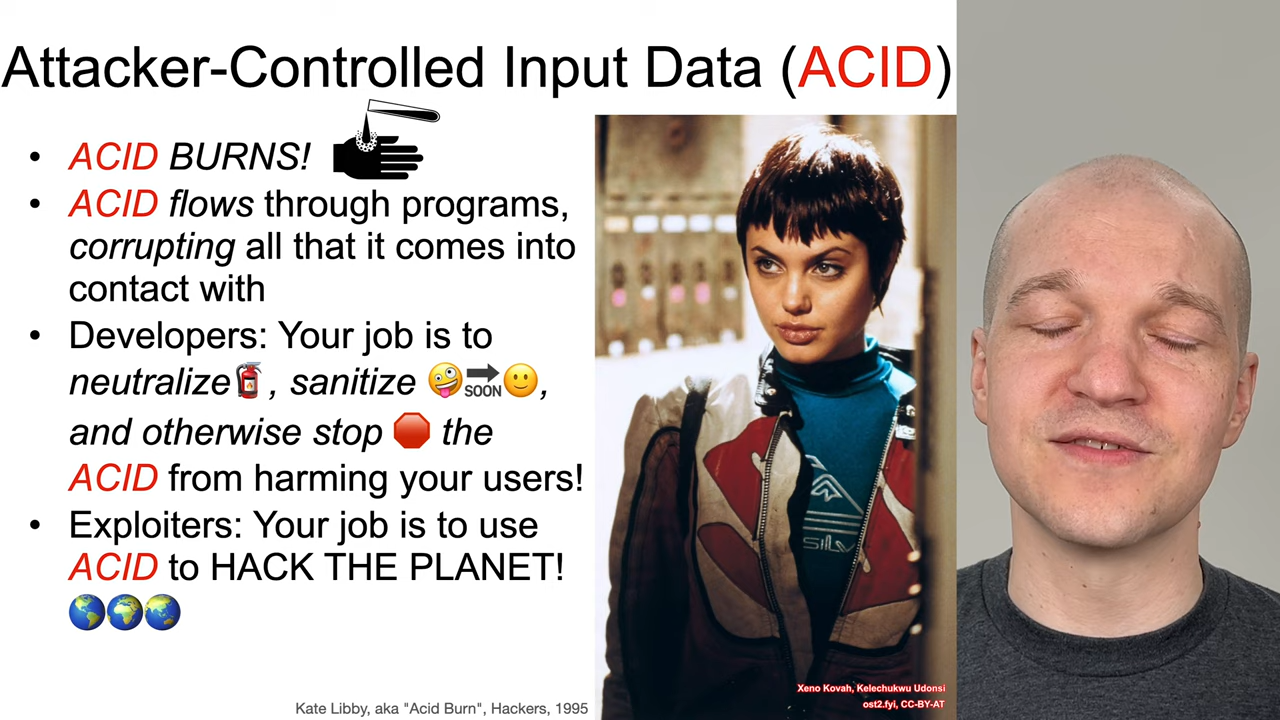 Attacker-Controlled Input Data (ACID)
• ACID BURNS!
• ACID flows through programs,
corrupting all that it comes into
contact with
• Developers: Your job is to
neutralize🧯, sanitize 🤪🔜🙂,
SOON
and otherwise stop 🛑 the
ACID from harming your users!
• Exploiters: Your job is to use
ACID to HACK THE PLANET!
🌎🌍🌏
SILV
Xeno Kovah, Kelechukwu Udonsi
ost2.fyi, CC-BY-AT
Kate Libby, aka "Acid Burn", Hackers, 1995